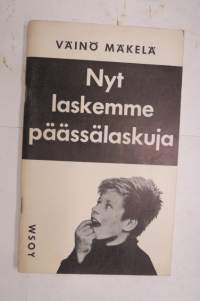 VÄINÖ MÄKELÄ
Nyt
laskemme
päässälaskuja
WSOY